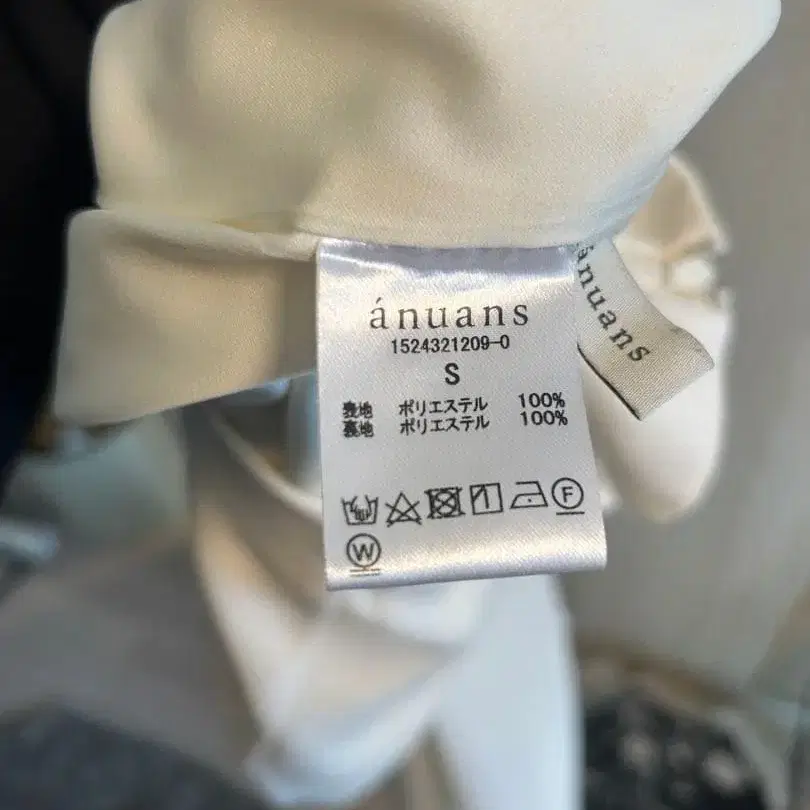 ánuans
1524321209-0
S
表地 ポリエステル 100%
裏地 ポリエステル 100%
F
W
ánuans